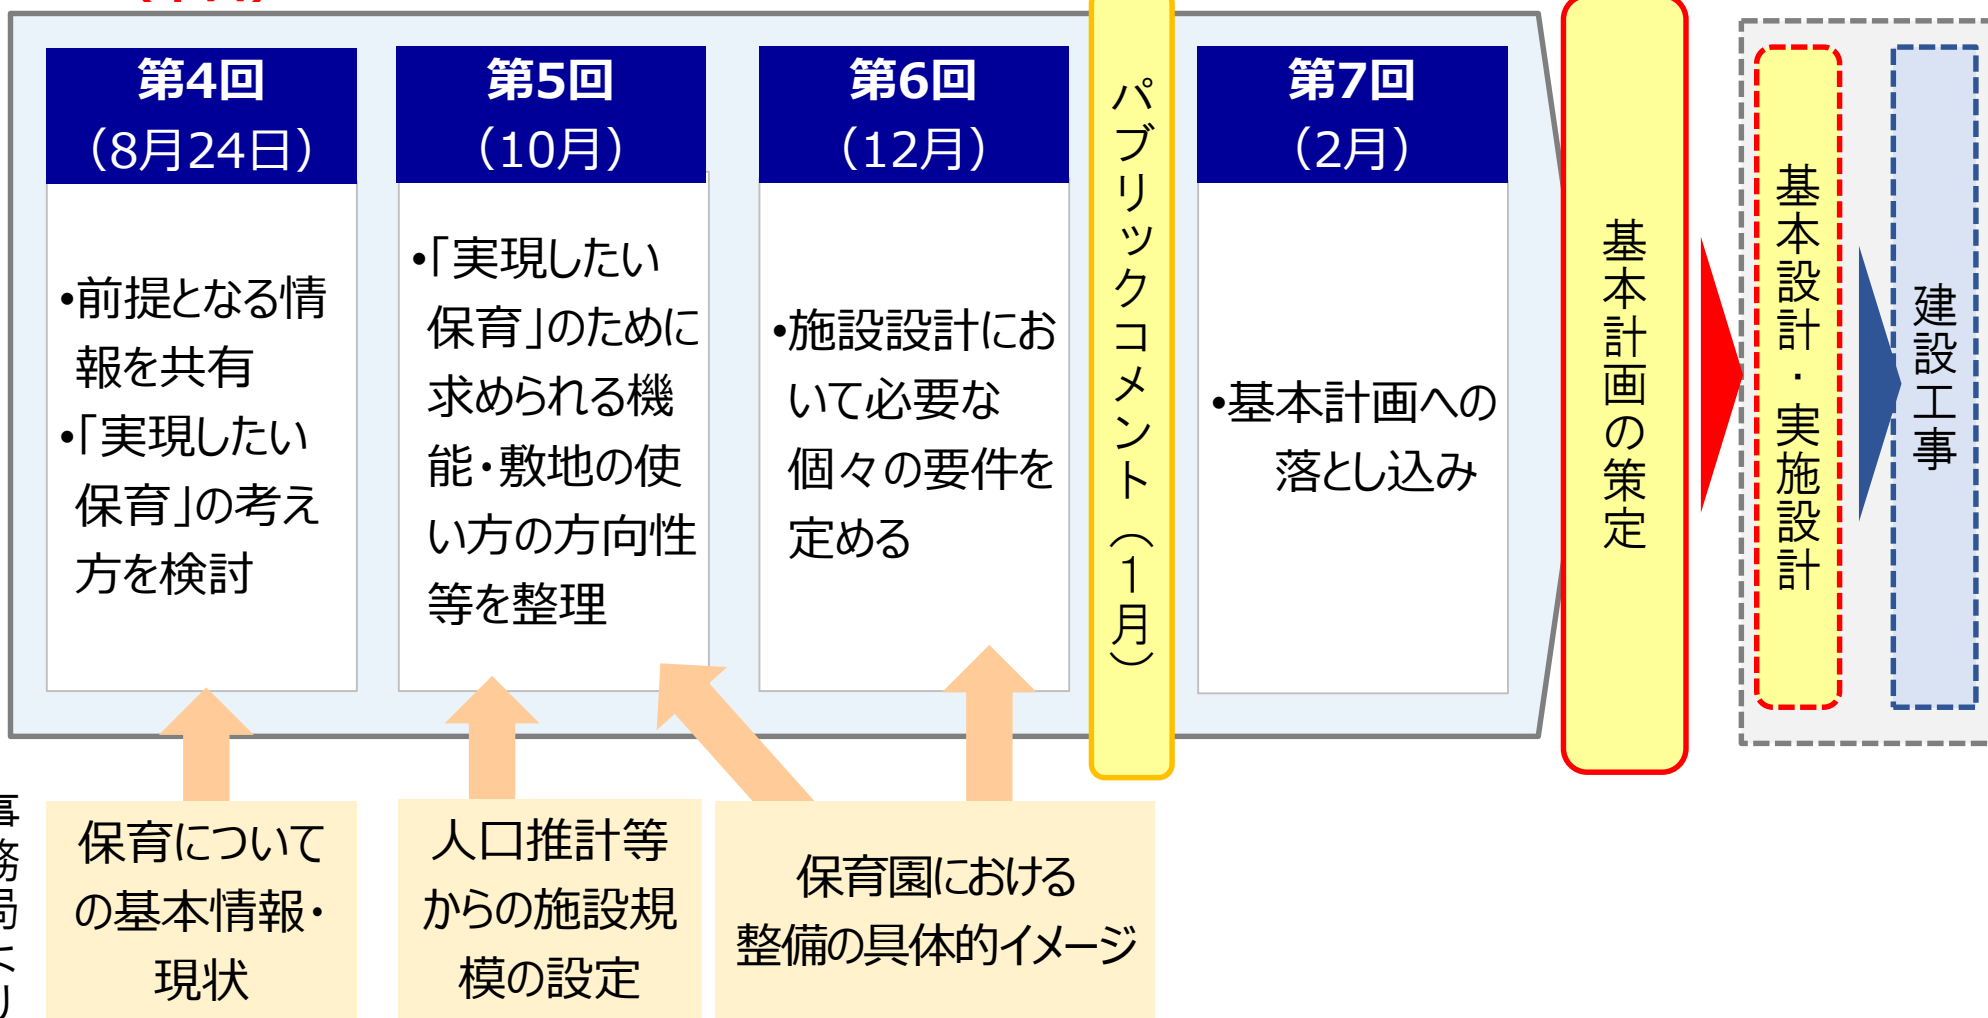 第4回
（8月24日）
•前提となる情
報を共有
•「実現したい
保育」の考え
方を検討
第5回
（10月）
•「実現したい
保育」のために
求められる機
能・敷地の使
い方の方向性
等を整理
第6回
（12月）
•施設設計にお
いて必要な
個々の要件を
定める
パブリックコメント（1月）
第7回
（2月）
•基本計画への
落とし込み
基本計画の策定
基本設計・実施設計
建設工事
事務局より
保育について
の基本情報・
現状
人口推計等
からの施設規
模の設定
保育園における
整備の具体的イメージ